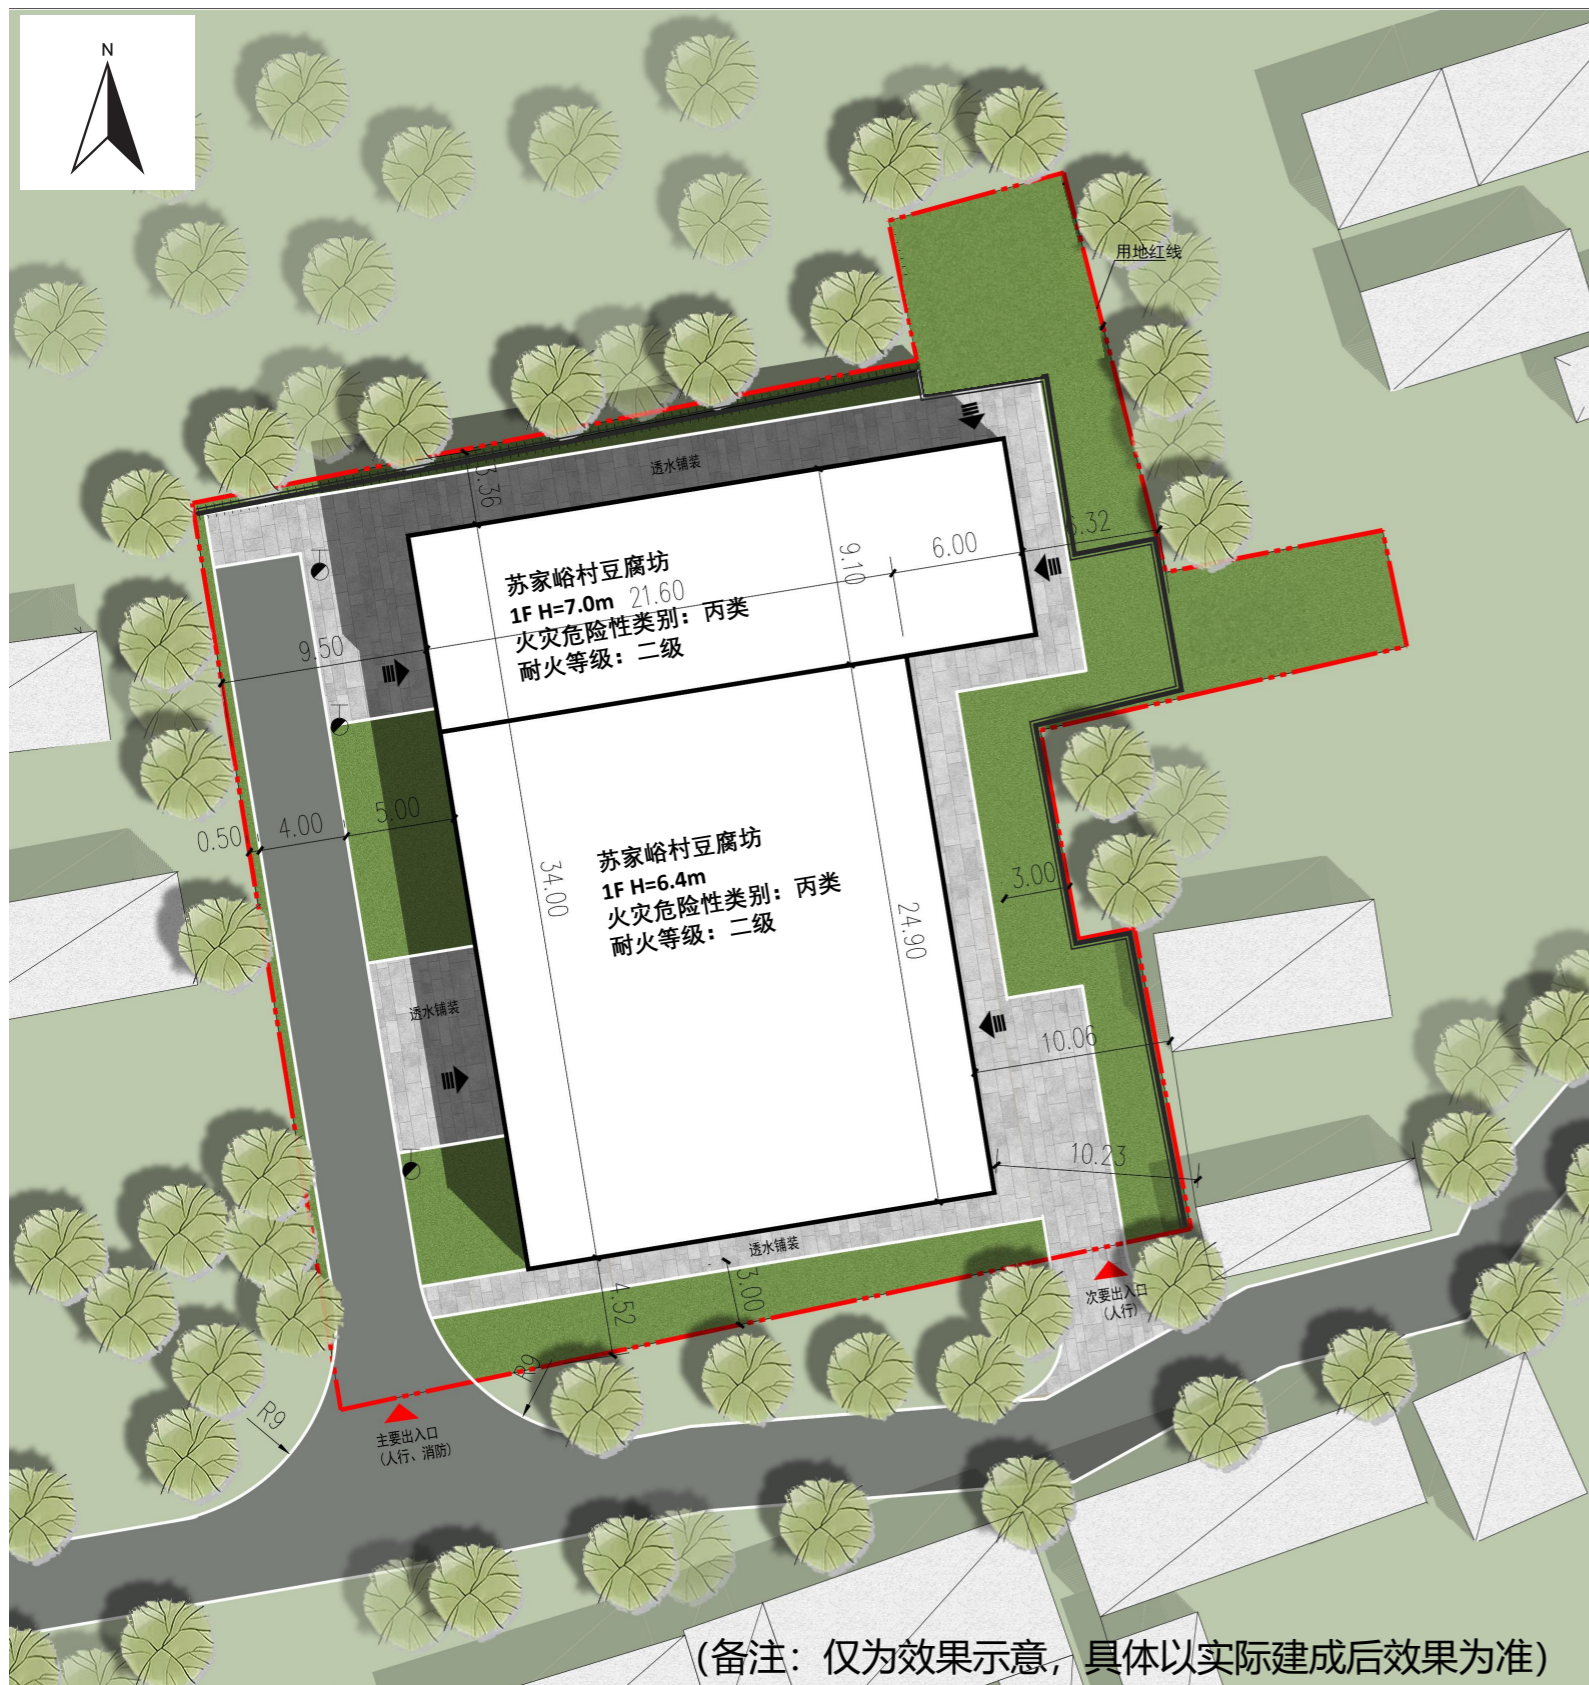 N
用地红线
3.36
透水铺装
6.32
9.10
6.00
苏家峪村豆腐坊
1F H=7.0m
21.60
火灾危险性类别：丙类
耐火等级：二级
9.50
0.50
4.00
5.00
34.00
苏家峪村豆腐坊
1F H=6.4m
火灾危险性类别：丙类
耐火等级：二级
3.00
24.90
透水铺装
10.06
10.23
透水铺装
4.52
3.00
次要出入口
（人行）
R9
R9
主要出入口
（人行、消防）
（备注：仅为效果示意，具体以实际建成后效果为准）